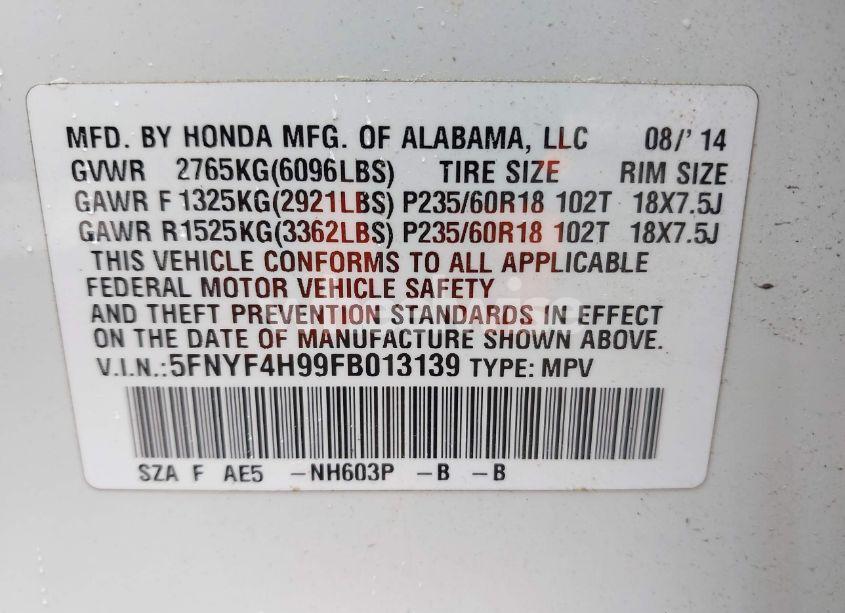 MFD. BY HONDA MFG. OF ALABAMA, LLC 08/' 14
GVWR 2765KG(6096LBS) TIRE SIZE RIM SIZE
GAWR F 1325KG(2921LBS) P235/60R18 102T 18X7.5J
GAWR R1525KG(3362LBS) P235/60R18 102T 18X7.5J
THIS VEHICLE CONFORMS TO ALL APPLICABLE
FEDERAL MOTOR VEHICLE SAFETY
AND THEFT PREVENTION STANDARDS IN EFFECT
ON THE DATE OF MANUFACTURE SHOWN ABOVE.
V.I.N.:5FNYF4H99FB013139 TYPE: MPV
SZA F AE5 -NH603P -B -B